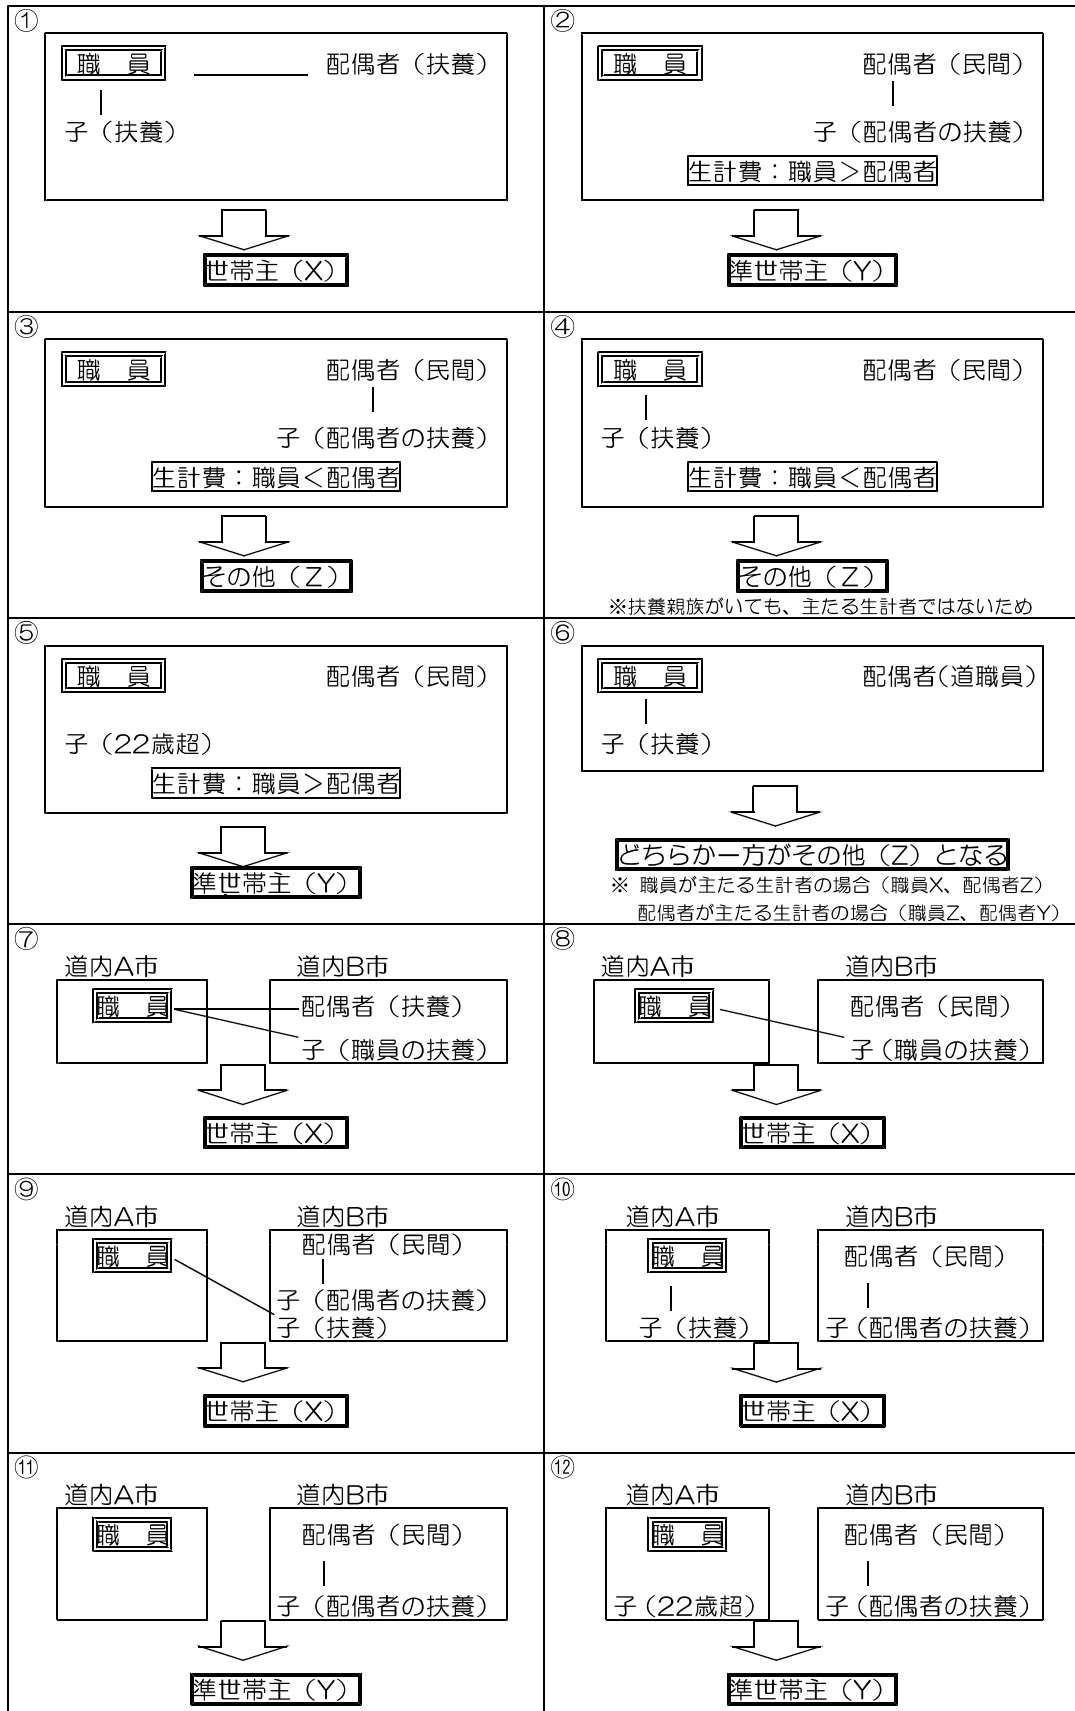 ①
職　員　配偶者（扶養）
子（扶養）
世帯主（X）
②
職　員　配偶者（民間）
子（配偶者の扶養）
生計費：職員＞配偶者
準世帯主（Y）
③
職　員　配偶者（民間）
子（配偶者の扶養）
生計費：職員＜配偶者
その他（Z）
④
職　員　配偶者（民間）
子（扶養）
生計費：職員＜配偶者
その他（Z）
※扶養親族がいても、主たる生計者ではないため
⑤
職　員　配偶者（民間）
子（22歳超）
生計費：職員＞配偶者
準世帯主（Y）
⑥
職　員　配偶者（道職員）
子（扶養）
どちらか一方がその他（Z）となる
※ 職員が主たる生計者の場合（職員X、配偶者Z）
配偶者が主たる生計者の場合（職員Z、配偶者Y）
⑦
道内A市　道内B市
職　員　配偶者（扶養）
子（職員の扶養）
世帯主（X）
⑧
道内A市　道内B市
職　員　配偶者（民間）
子（職員の扶養）
世帯主（X）
⑨
道内A市　道内B市
職　員　配偶者（民間）
子（配偶者の扶養）
子（扶養）
世帯主（X）
⑩
道内A市　道内B市
職　員　配偶者（民間）
子（扶養）　子（配偶者の扶養）
世帯主（X）
⑪
道内A市　道内B市
職　員　配偶者（民間）
子（配偶者の扶養）
準世帯主（Y）
⑫
道内A市　道内B市
職　員　配偶者（民間）
子（22歳超）　子（配偶者の扶養）
準世帯主（Y）